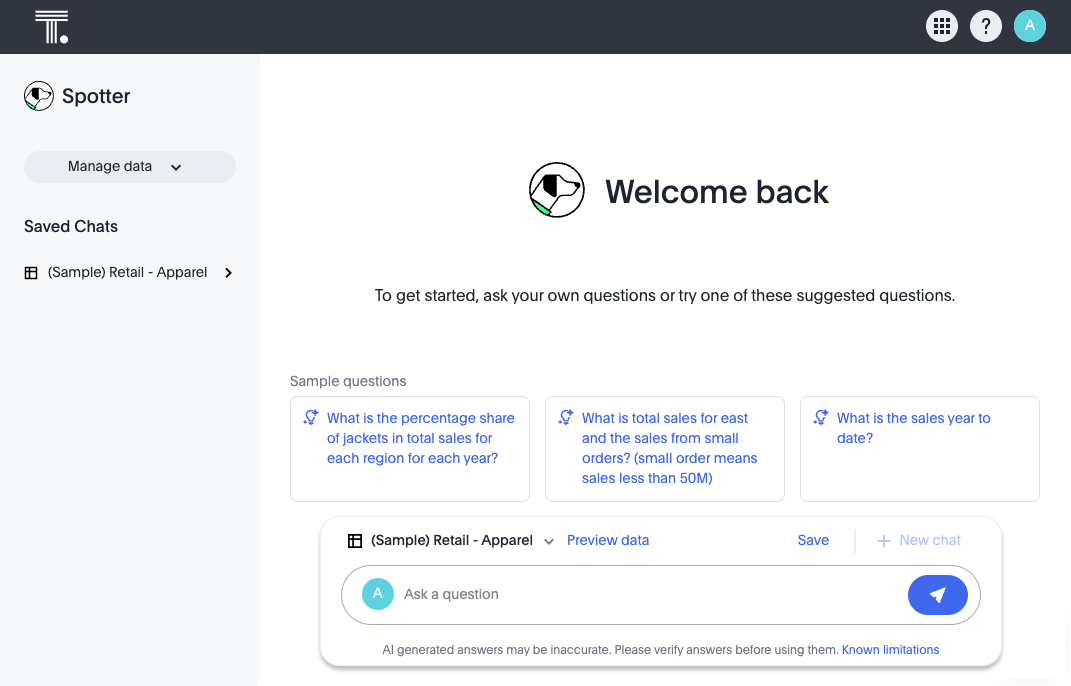 T.
?
A
Spotter
Manage data
Saved Chats
(Sample) Retail - Apparel
Welcome back
To get started, ask your own questions or try one of these suggested questions.
Sample questions
What is the percentage share
of jackets in total sales for
each region for each year?
What is total sales for east
and the sales from small
orders? (small order means
sales less than 50M)
What is the sales year to
date?
(Sample) Retail - Apparel Preview data Save + New chat
A Ask a question
AI generated answers may be inaccurate. Please verify answers before using them. Known limitations